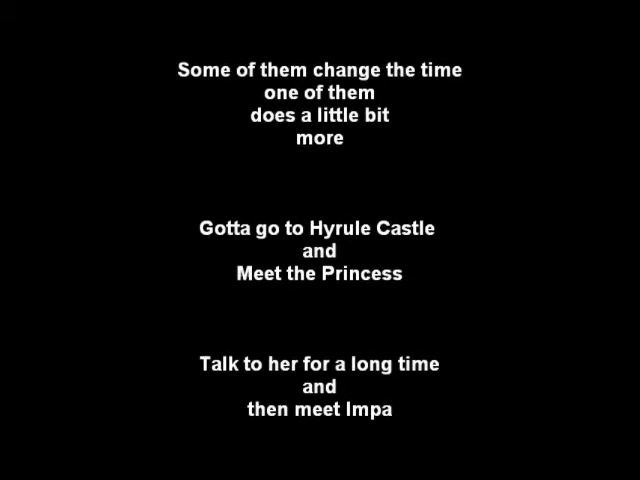 Some of them change the time
one of them
does a little bit
more
Gotta go to Hyrule Castle
and
Meet the Princess
Talk to her for a long time
and
then meet Impa